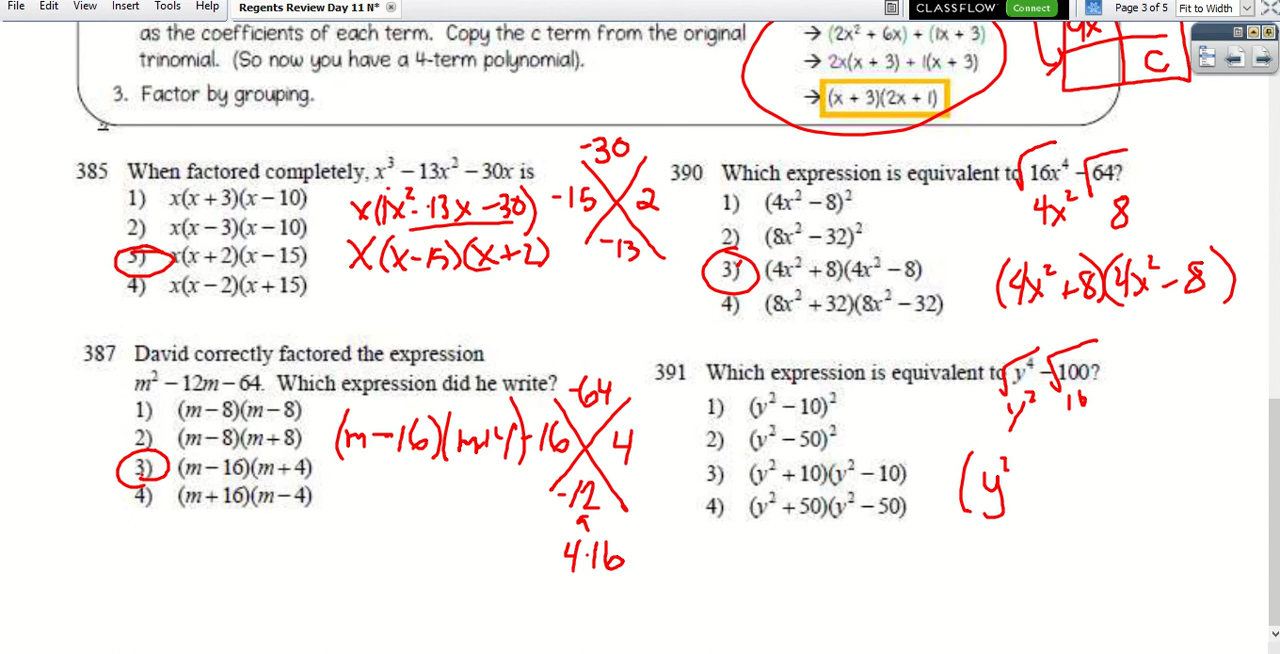 File Edit View Insert Tools Help Regents Review Day 11 N* CLASSFLOW Connect Page 3 of 5 Fit to Width
as the coefficients of each term. Copy the c term from the original
trinomial. (So now you have a 4-term polynomial).
3. Factor by grouping.
→ (2x² + 6x) + (1x + 3)
→ 2x(x + 3) + 1(x + 3)
→ (x + 3)(2x + 1)
C
385 When factored completely, x³ − 13x² − 30x is
1) x(x + 3)(x − 10)
2) x(x − 3)(x − 10)
3) x(x + 2)(x − 15)
4) x(x − 2)(x + 15)
x(1x² - 13x - 30)
x(x-15)(x+2)
-30
-15 2
-13
390 Which expression is equivalent to 16x⁴ − 64?
1) (4x² − 8)²
2) (8x² − 32)²
3) (4x² + 8)(4x² − 8)
4) (8x² + 32)(8x² − 32)
4x² 8
(4x²+8)(4x²-8)
387 David correctly factored the expression
m² − 12m − 64. Which expression did he write?
1) (m − 8)(m − 8)
2) (m − 8)(m + 8)
3) (m − 16)(m + 4)
4) (m + 16)(m − 4)
(m-16)(m+4)
-64
-16 4
-12
4·16
391 Which expression is equivalent to y⁴ − 100?
1) (y² − 10)²
2) (y² − 50)²
3) (y² + 10)(y² − 10)
4) (y² + 50)(y² − 50)
y² 10
(y²